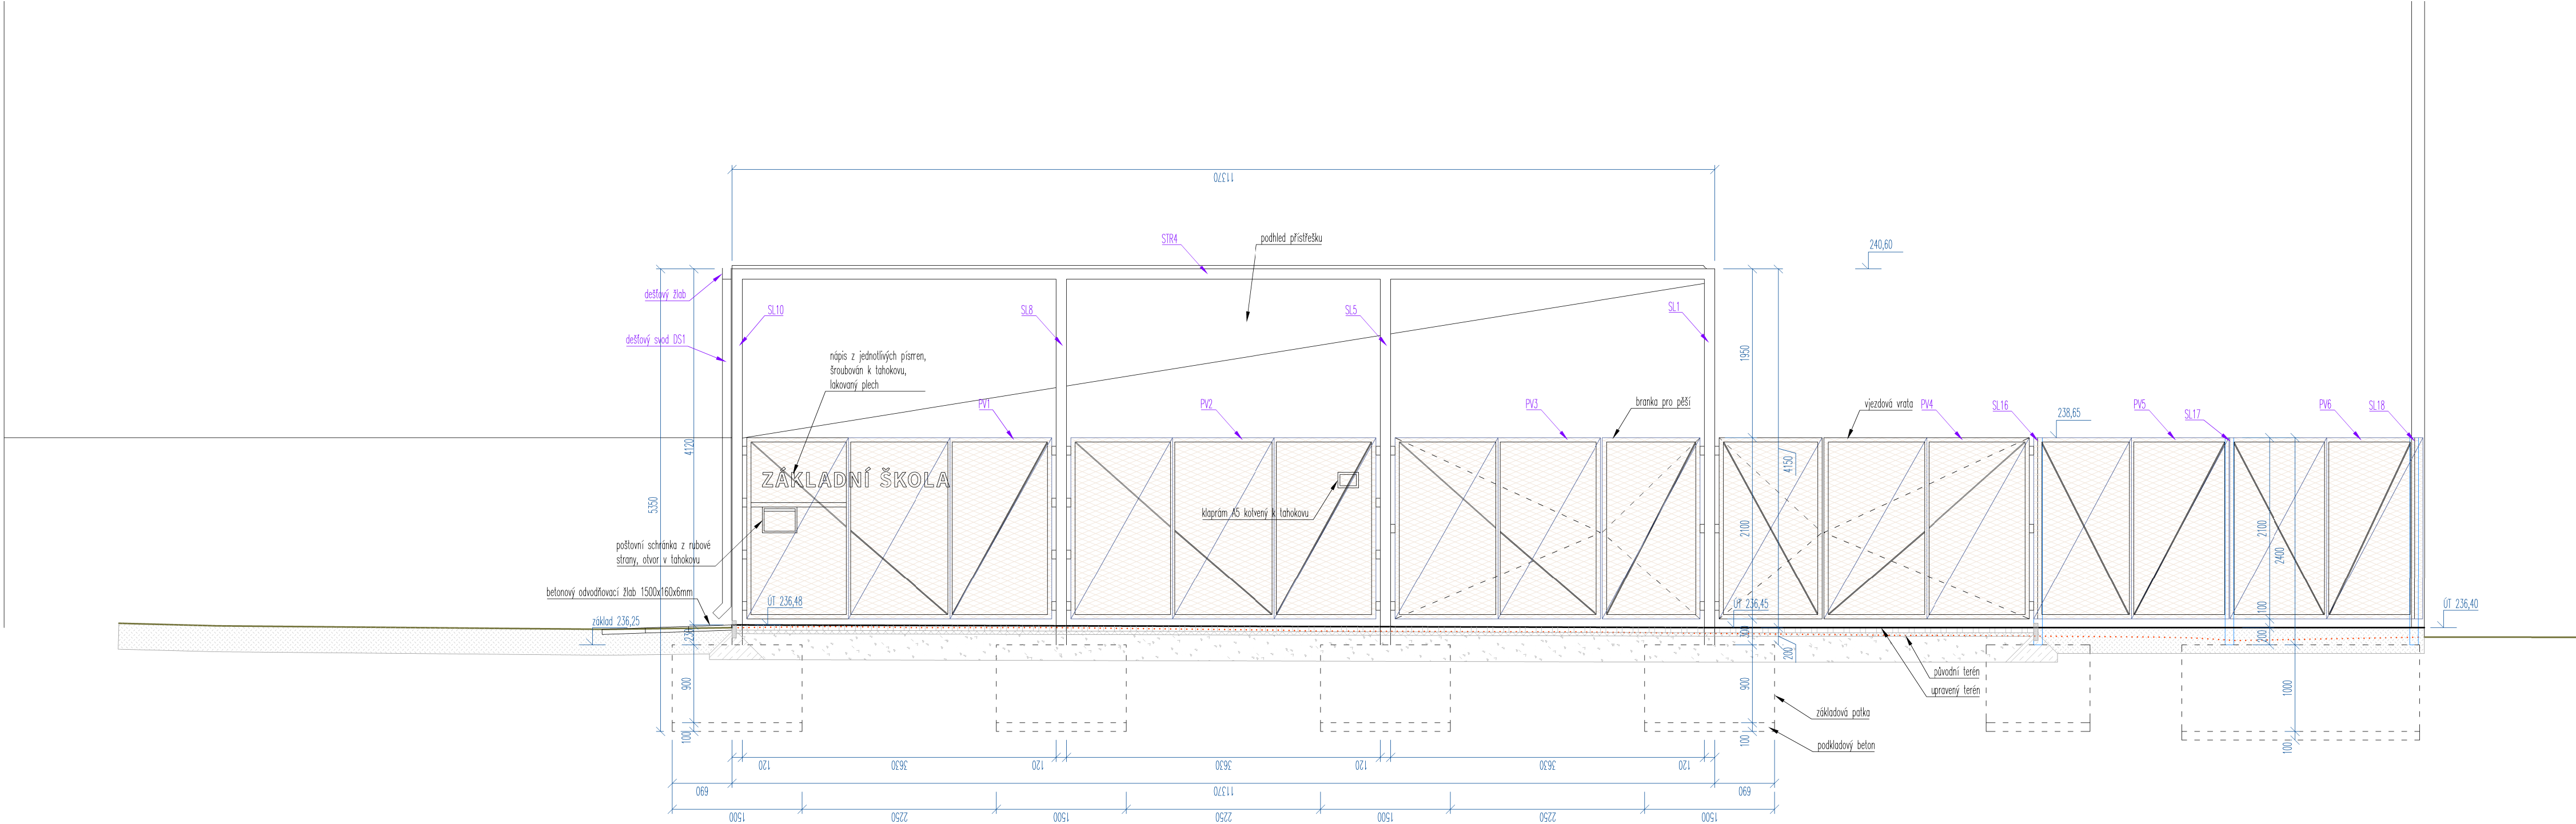 11370
STR4
podhled přístřešku
240,60
dešťový žlab
SL10
SL8
SL5
SL1
dešťový svod DS1
nápis z jednotlivých písmen,
šroubován k tahokovu,
lakovaný plech
1950
PV1
PV2
PV3
branka pro pěší
vjezdová vrata
PV4
SL16
238,65
PV5
SL17
PV6
SL18
4120
5350
4150
ZÁKLADNÍ ŠKOLA
klaprám A5 kotvený k tahokovu
2100
2100
2400
poštovní schránka z rubové
strany, otvor v tahokovu
betonový odvodňovací žlab 1500x160x6mm
základ 236,25
ÚT 236,48
ÚT 236,45
100
ÚT 236,40
200
200
původní terén
upravený terén
900
900
1000
základová patka
podkladový beton
100
100
100
120
3630
120
3630
120
3630
120
690
11370
690
1500
2250
1500
2250
1500
2250
1500